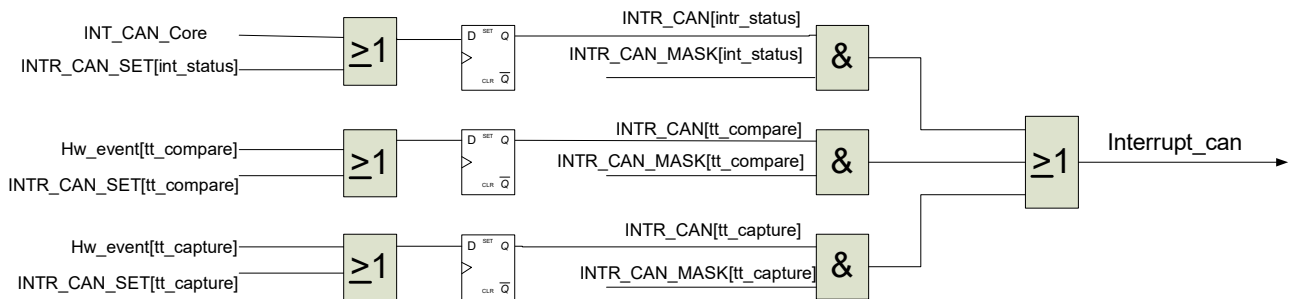 INT_CAN_Core
INTR_CAN_SET[int_status]
≥1
D SET Q
CLR Q
INTR_CAN[intr_status]
INTR_CAN_MASK[int_status]
&
Hw_event[tt_compare]
INTR_CAN_SET[tt_compare]
≥1
D SET Q
CLR Q
INTR_CAN[tt_compare]
INTR_CAN_MASK[tt_compare]
&
≥1
Interrupt_can
Hw_event[tt_capture]
INTR_CAN_SET[tt_capture]
≥1
D SET Q
CLR Q
INTR_CAN[tt_capture]
INTR_CAN_MASK[tt_capture]
&